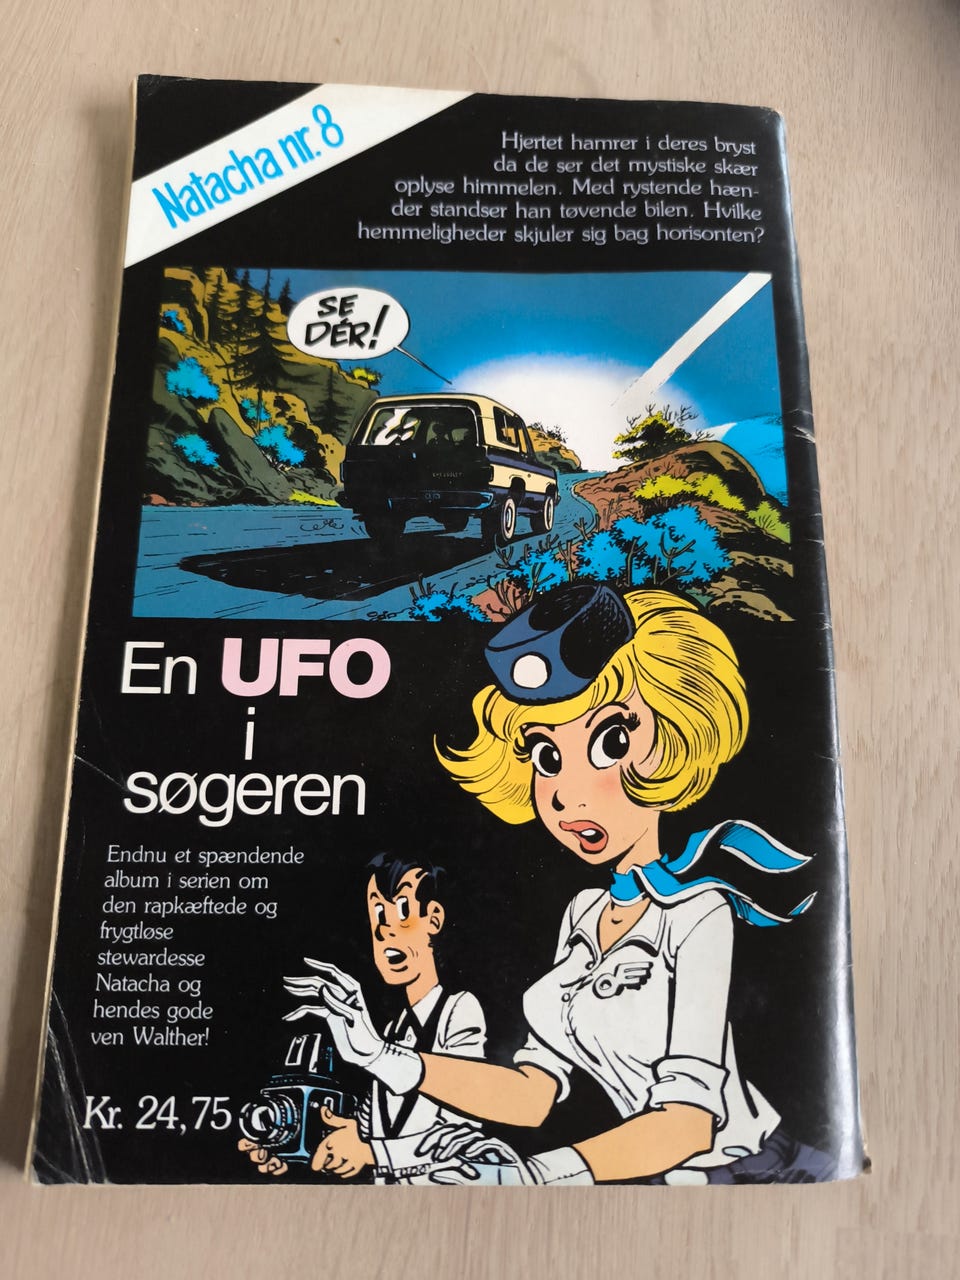 Natacha nr. 8
Hjertet hamrer i deres bryst
da de ser det mystiske skær
oplyse himmelen. Med rystende hæn-
der standser han tøvende bilen. Hvilke
hemmeligheder skjuler sig bag horisonten?
SE
DÉR!
CHEVROLET
En UFO
i
søgeren
Endnu et spændende
album i serien om
den rapkæftede og
frygtløse
stewardesse
Natacha og
hendes gode
ven Walther!
Kr. 24,75